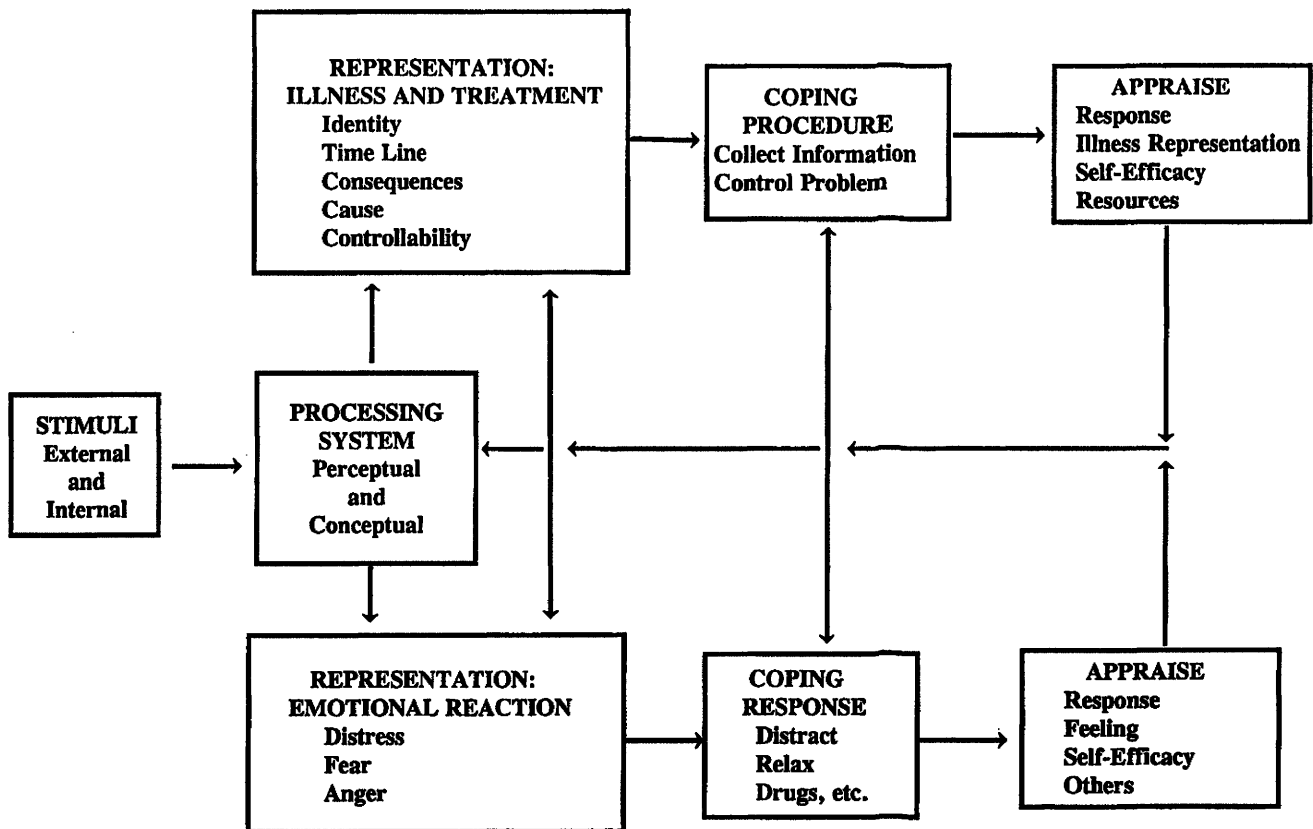 REPRESENTATION:
ILLNESS AND TREATMENT
Identity
Time Line
Consequences
Cause
Controllability
COPING
PROCEDURE
Collect Information
Control Problem
APPRAISE
Response
Illness Representation
Self-Efficacy
Resources
STIMULI
External
and
Internal
PROCESSING
SYSTEM
Perceptual
and
Conceptual
REPRESENTATION:
EMOTIONAL REACTION
Distress
Fear
Anger
COPING
RESPONSE
Distract
Relax
Drugs, etc.
APPRAISE
Response
Feeling
Self-Efficacy
Others